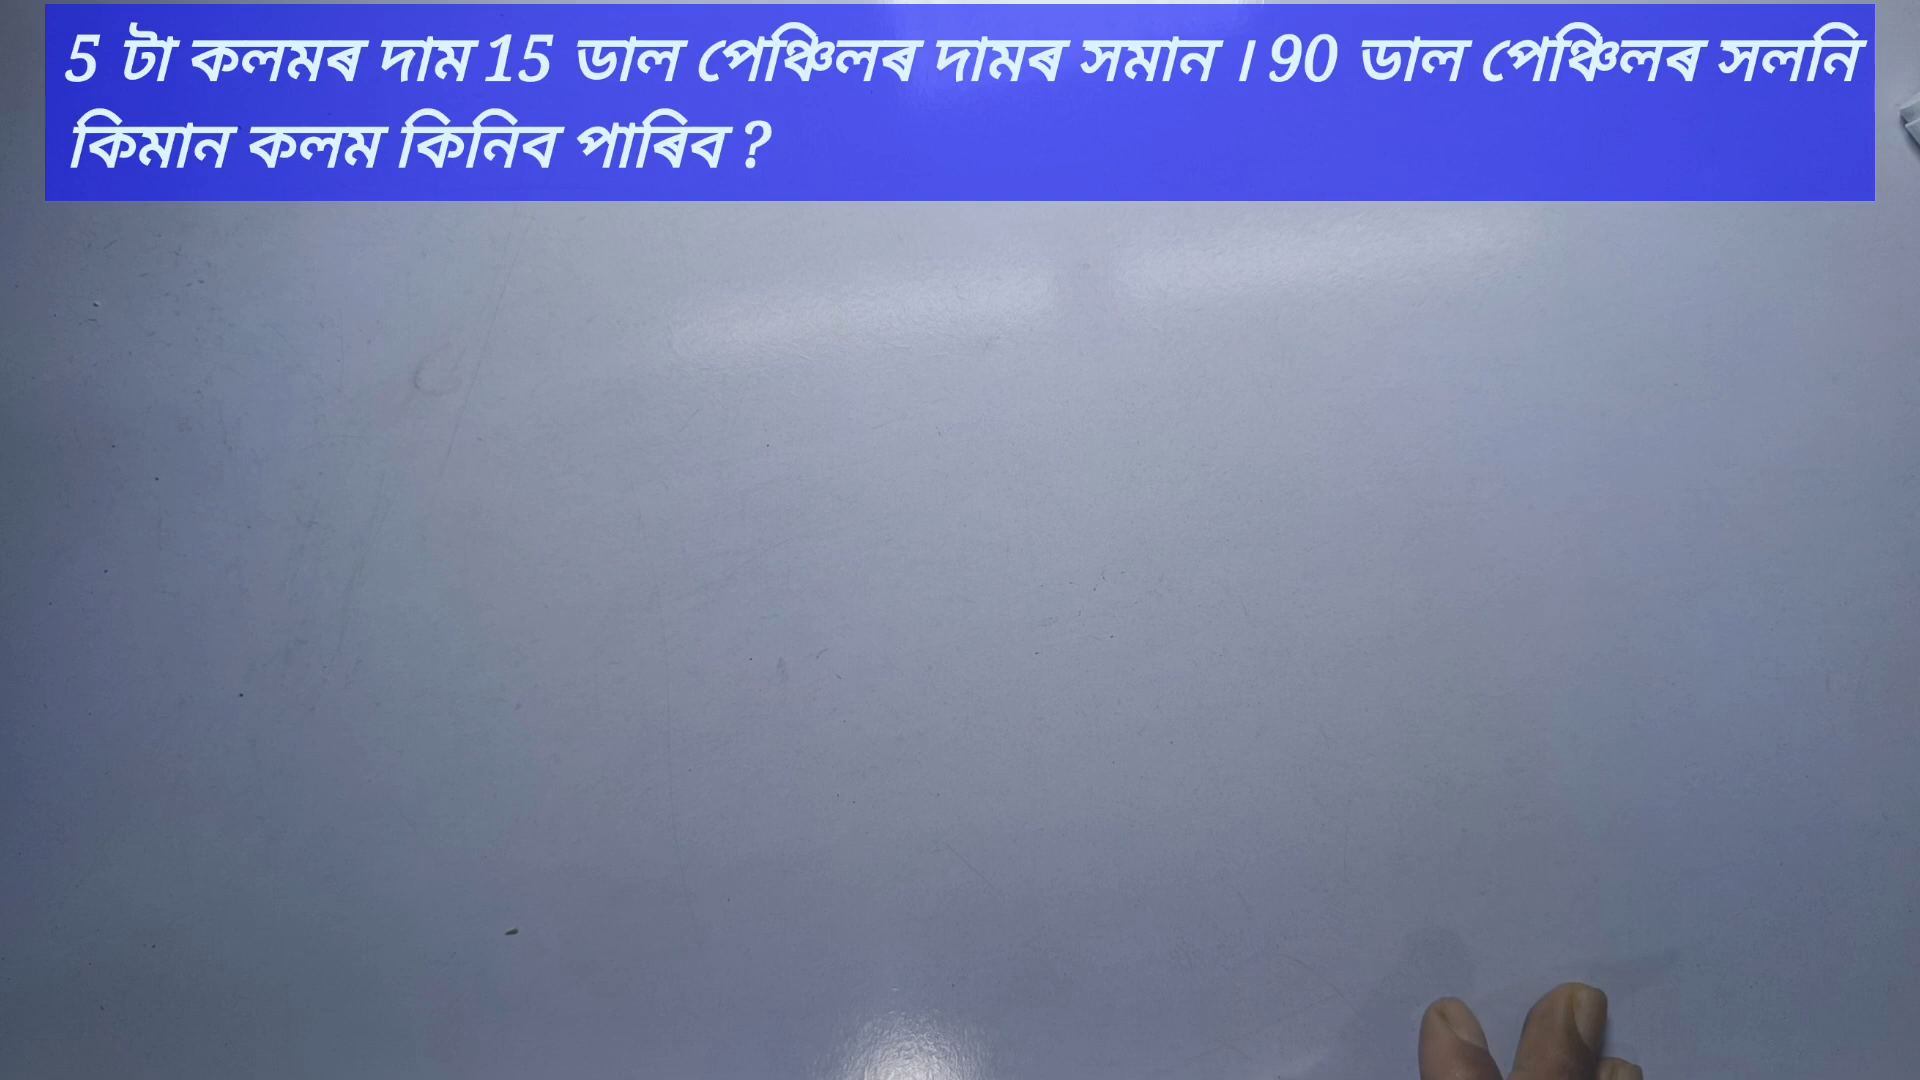 5 টা কলমৰ দাম 15 ডাল পেঞ্চিলৰ দামৰ সমান । 90 ডাল পেঞ্চিলৰ সলনি
কিমান কলম কিনিব পাৰিব ?